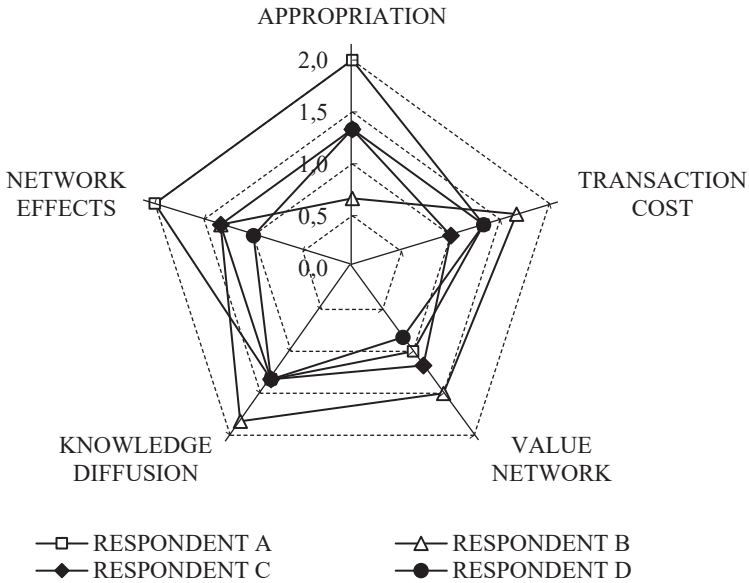 APPROPRIATION
2,0
1,5
1,0
0,5
0,0
NETWORK
EFFECTS
TRANSACTION
COST
KNOWLEDGE
DIFFUSION
VALUE
NETWORK
RESPONDENT A
RESPONDENT B
RESPONDENT C
RESPONDENT D